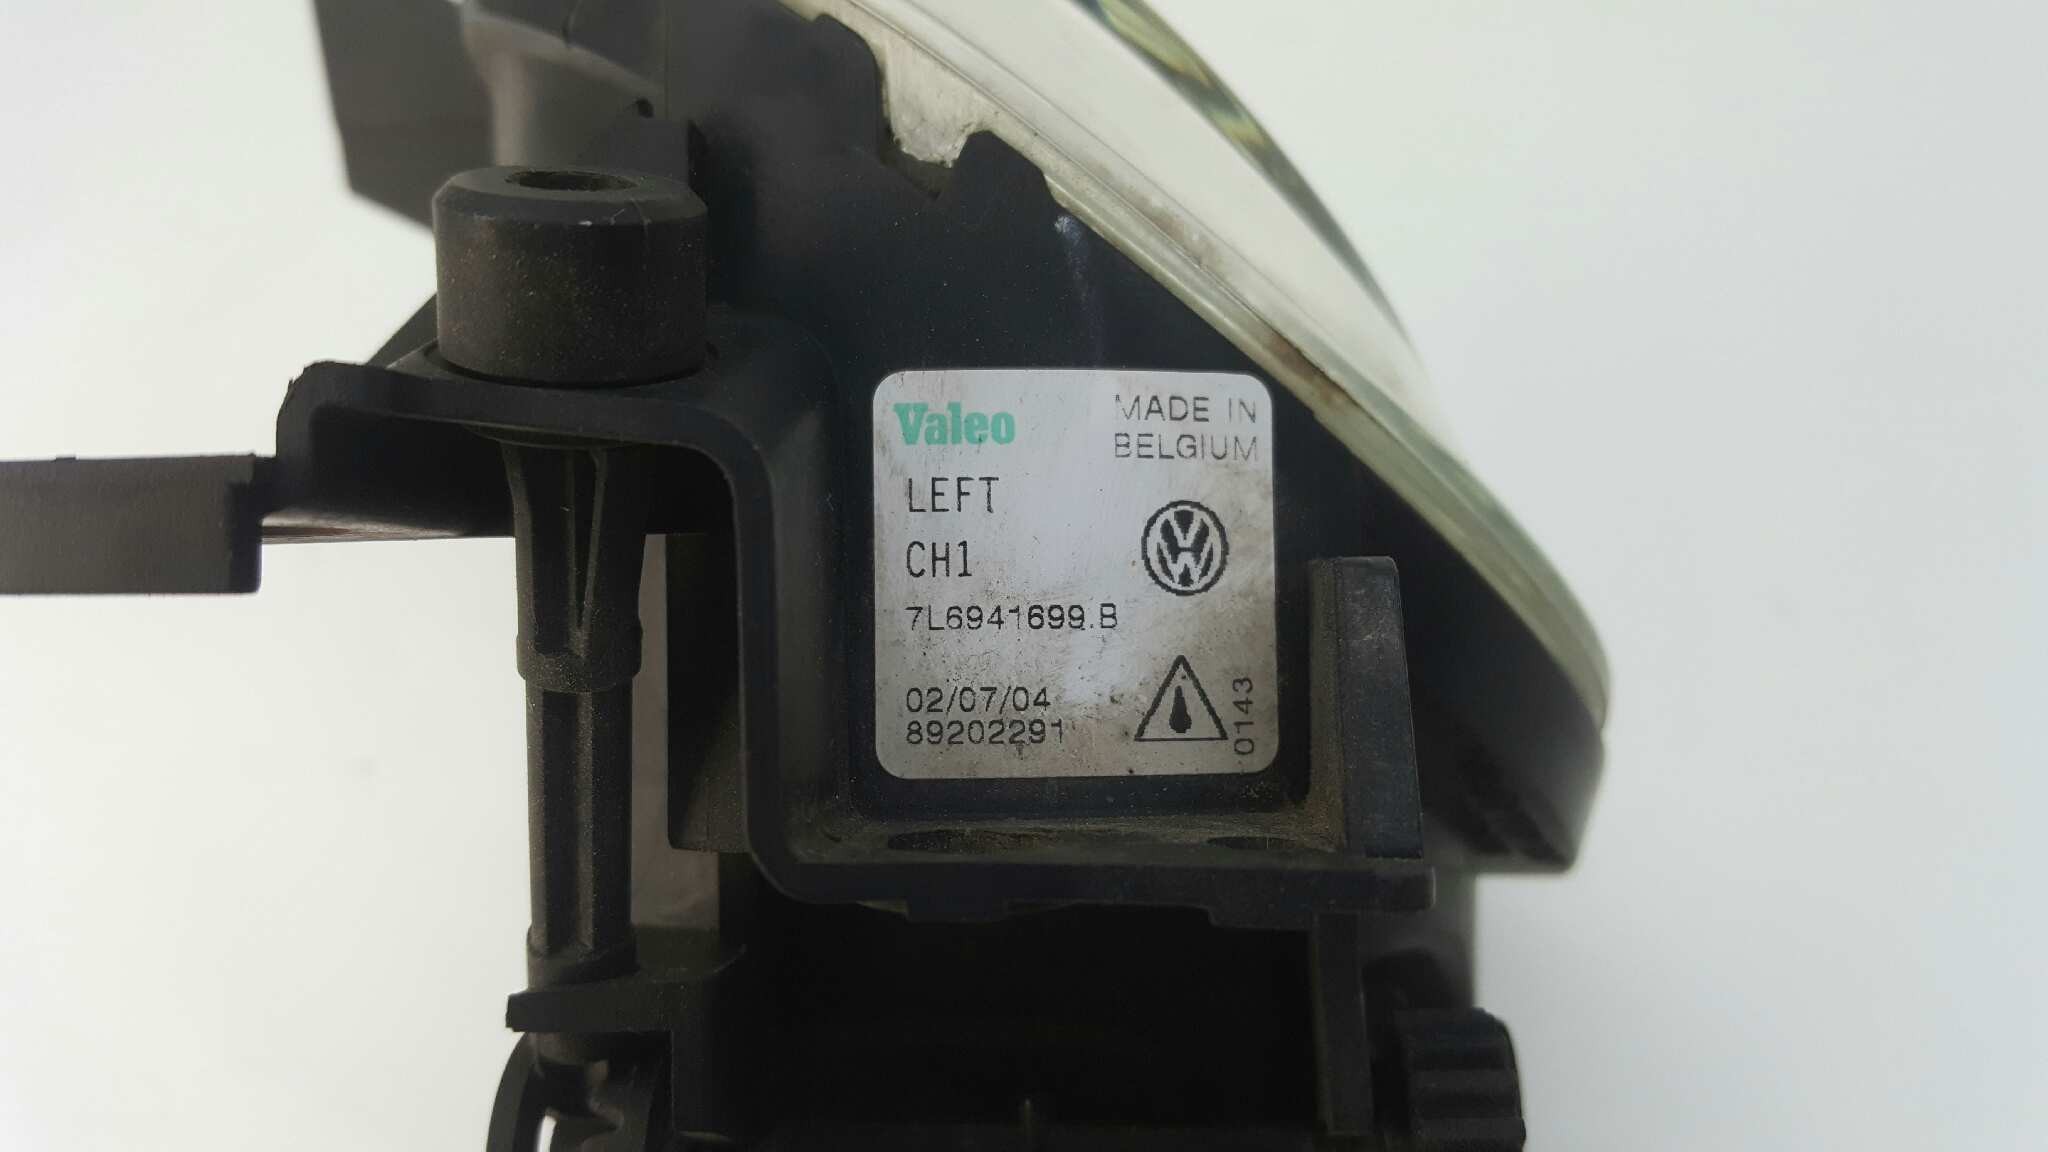 Valeo
MADE IN
BELGIUM
LEFT
CH1
7L6941699.B
02/07/04
89202291
0143